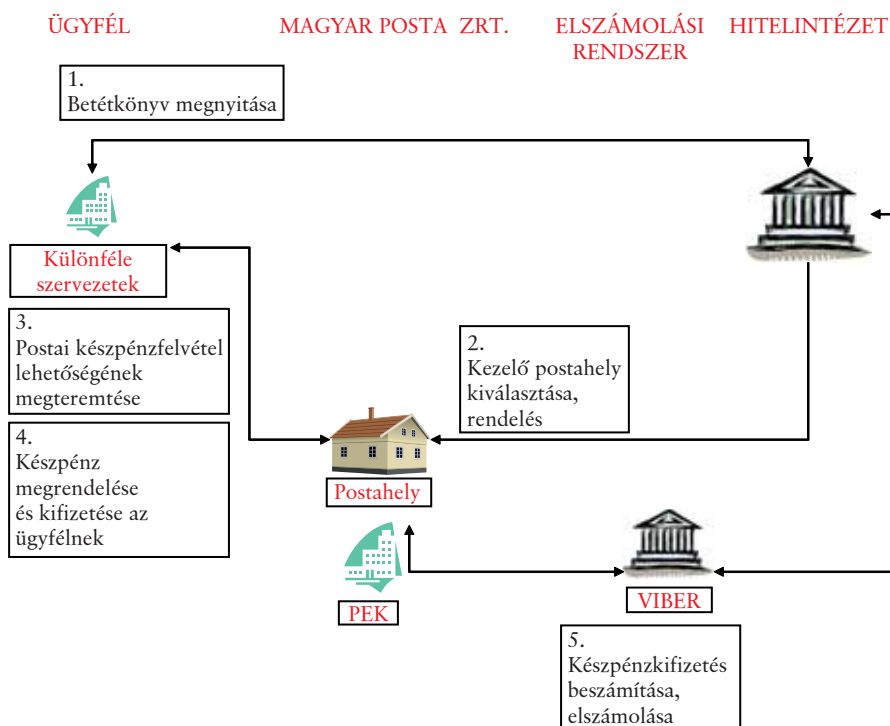 ÜGYFÉL
MAGYAR POSTA ZRT.
ELSZÁMOLÁSI
RENDSZER
HITELINTÉZET
1.
Betétkönyv megnyitása
Különféle
szervezetek
3.
Postai készpénzfelvétel
lehetőségének
megteremtése
2.
Kezelő postahely
kiválasztása,
rendelés
4.
Készpénz
megrendelése
és kifizetése az
ügyfélnek
Postahely
PEK
VIBER
5.
Készpénzkifizetés
beszámítása,
elszámolása